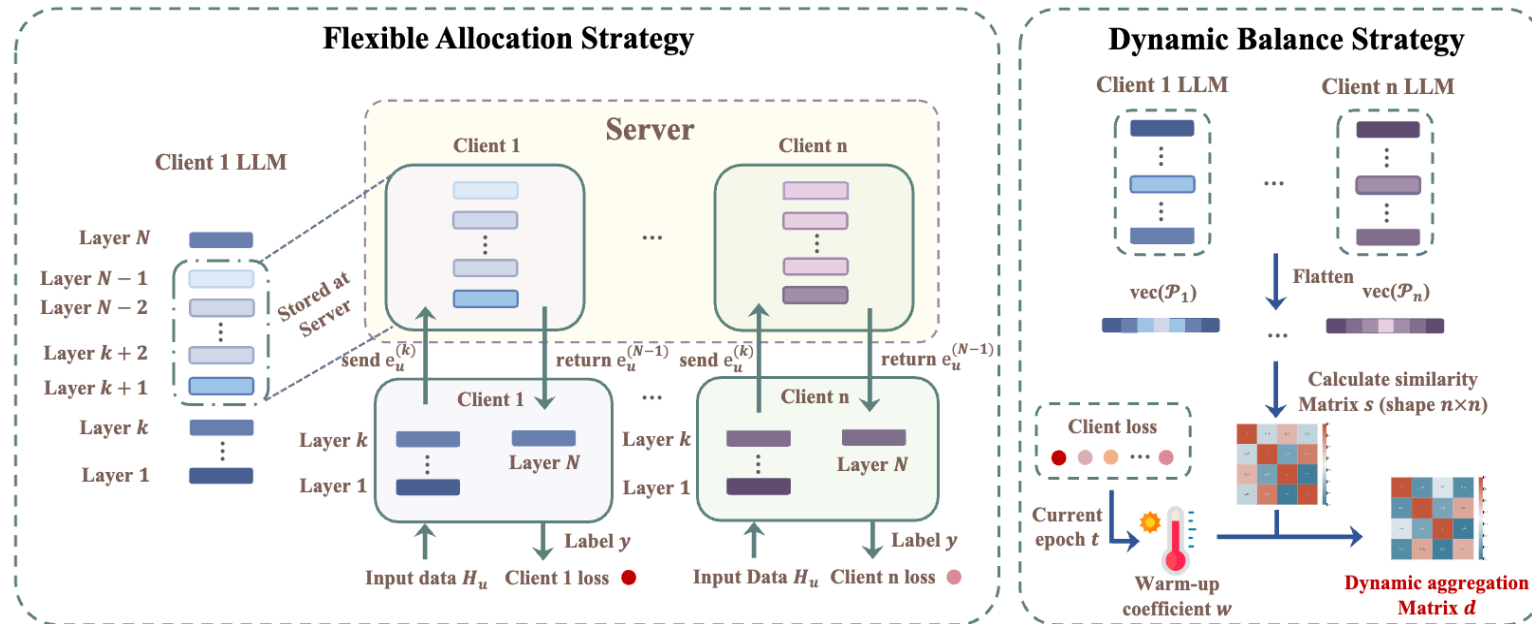 Flexible Allocation Strategy
Server
Client 1
Client n
Client 1 LLM
Layer N
Layer N − 1
Layer N − 2
Layer k + 2
Layer k + 1
Layer k
Layer 1
Stored at
Server
...
send e_u^(k)
return e_u^(N−1)
send e_u^(k)
return e_u^(N−1)
Client 1
...
Client n
Layer k
Layer 1
Layer N
Layer k
Layer 1
Layer N
Label y
Label y
Input data H_u
Client 1 loss
Input Data H_u
Client n loss
Dynamic Balance Strategy
Client 1 LLM
Client n LLM
...
Flatten
vec(𝒫_1)
vec(𝒫_n)
...
Calculate similarity
Matrix s (shape n×n)
Client loss
...
Current
epoch t
Warm-up
coefficient w
Dynamic aggregation
Matrix d